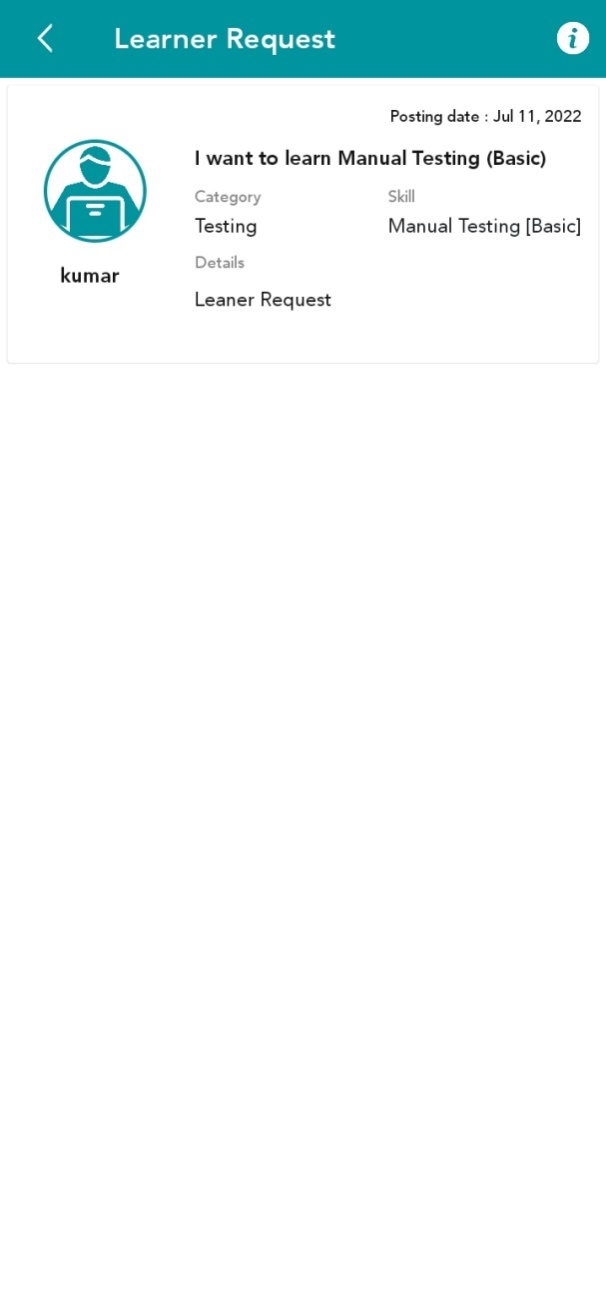 Learner Request
i
Posting date : Jul 11, 2022
I want to learn Manual Testing (Basic)
Category Skill
Testing Manual Testing [Basic]
Details
Leaner Request
kumar